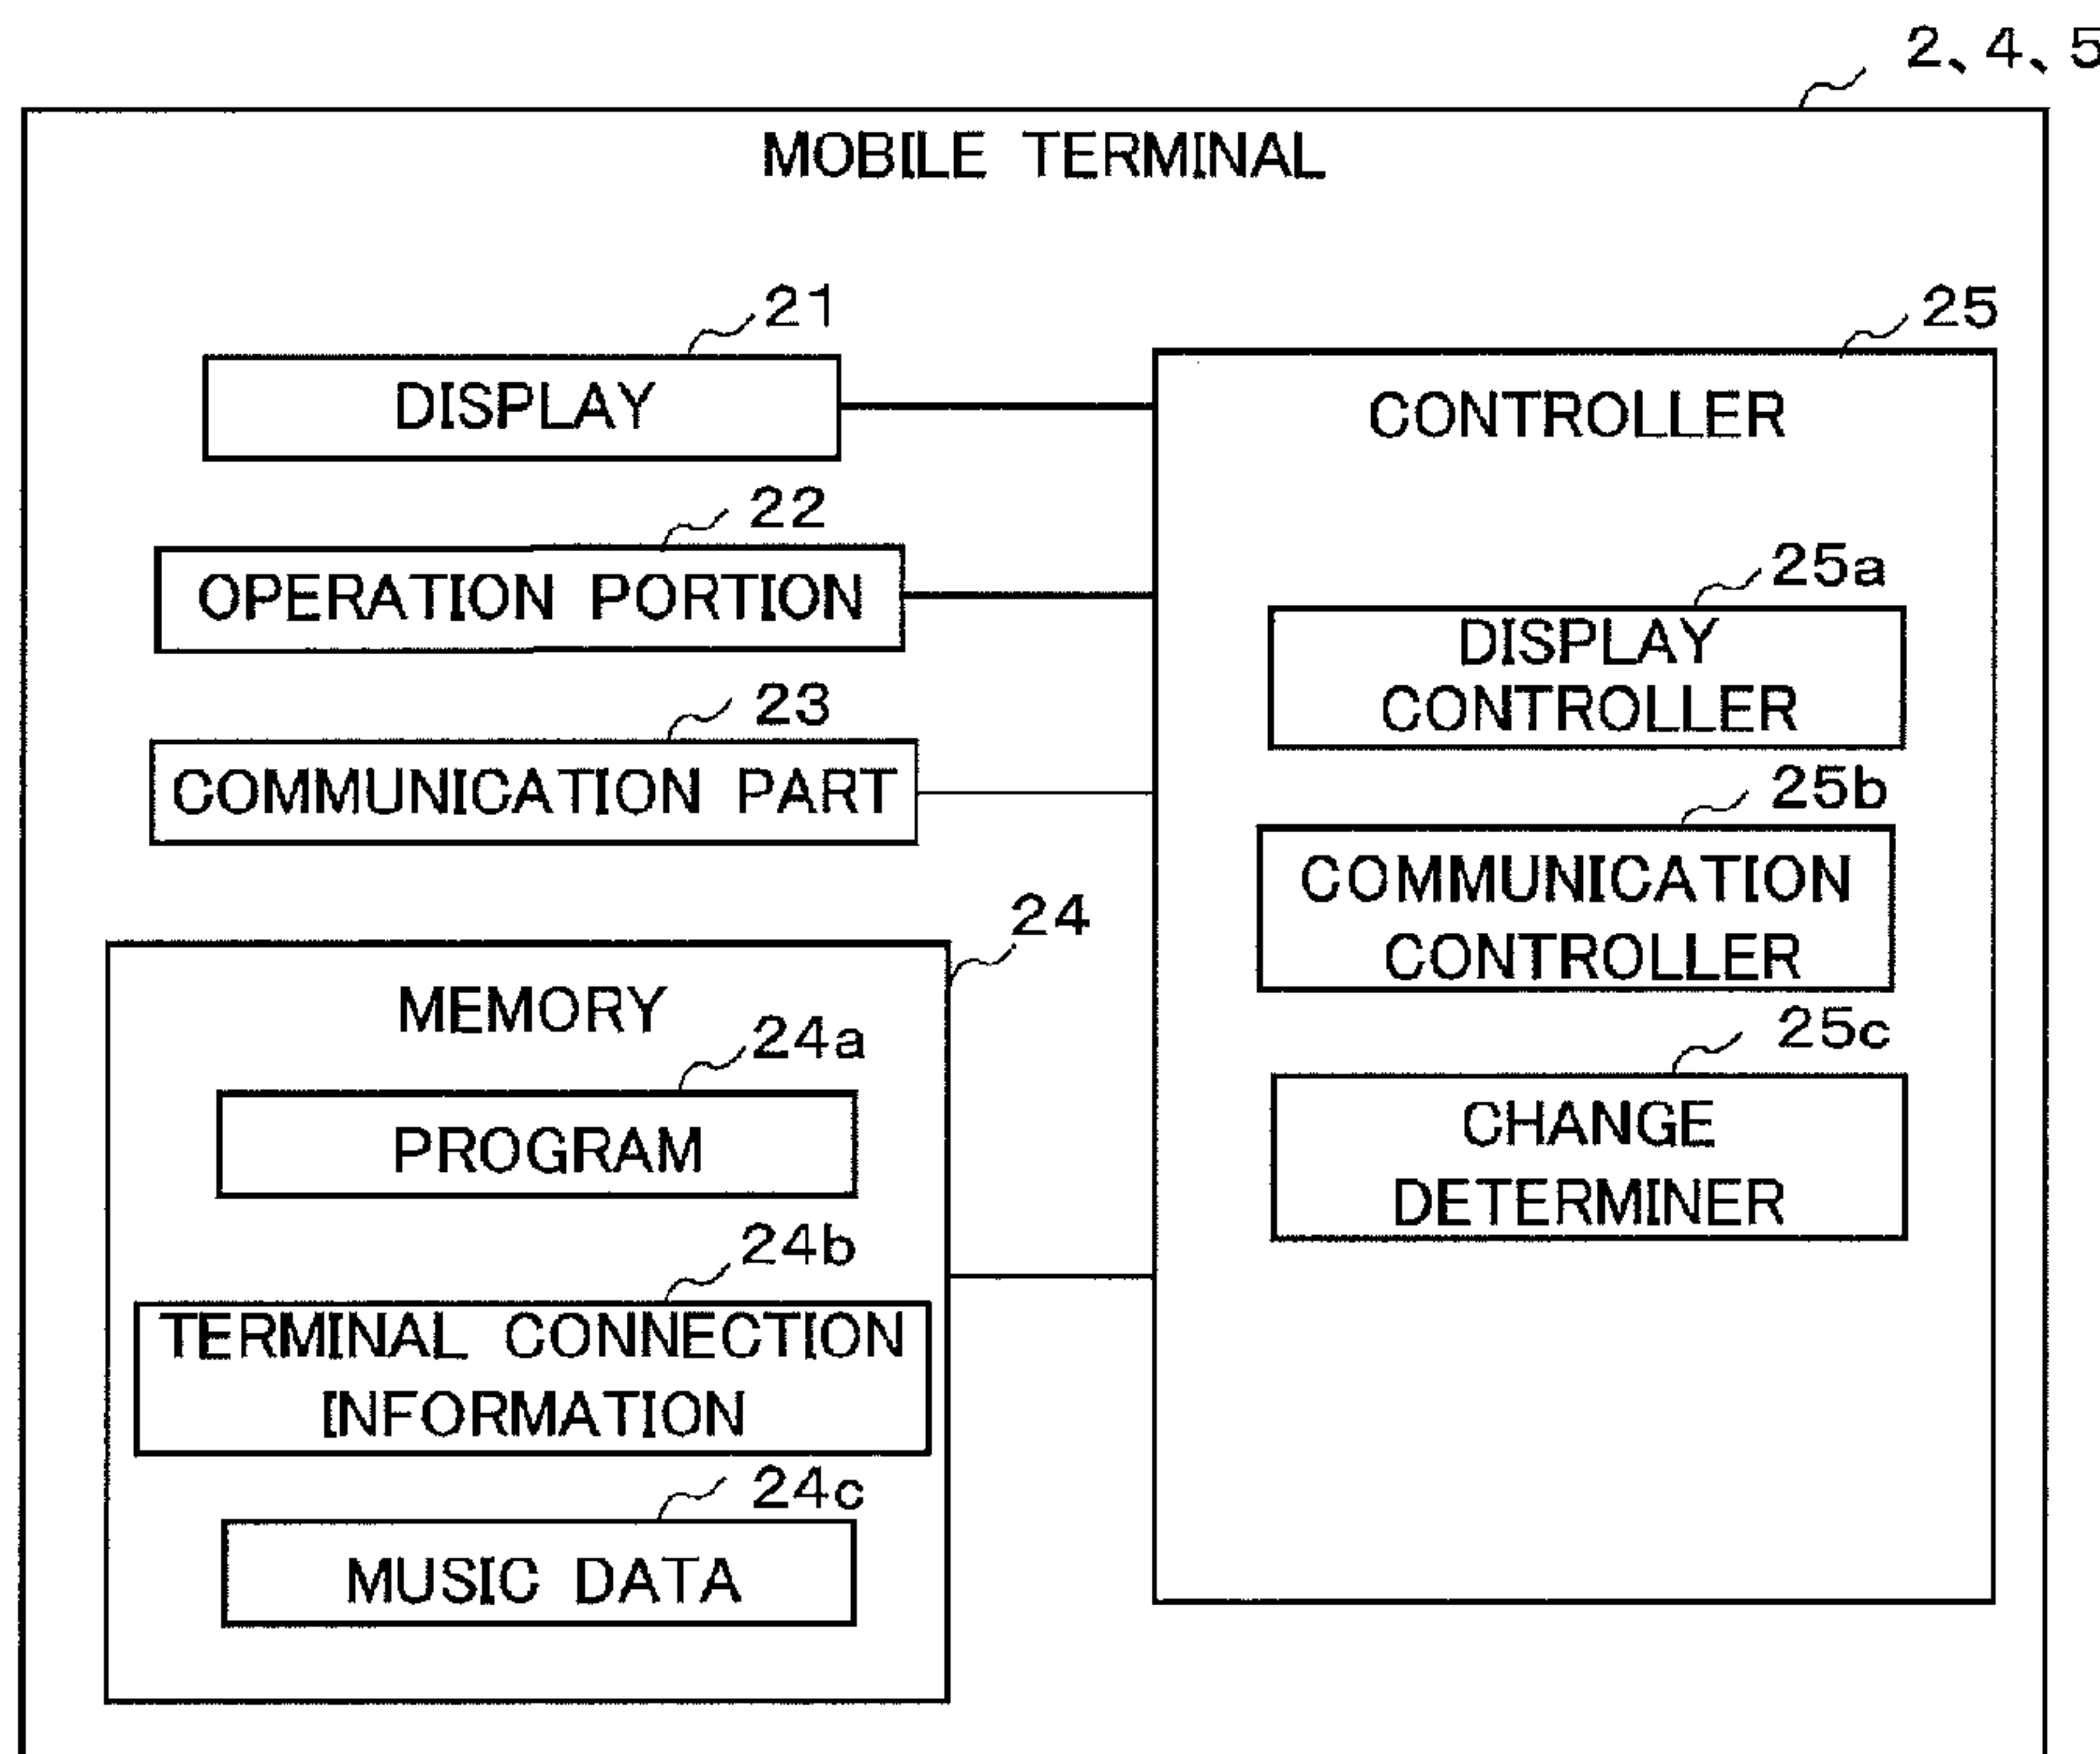 2、4、5
MOBILE TERMINAL
21
DISPLAY
22
OPERATION PORTION
23
COMMUNICATION PART
24
MEMORY
24a
PROGRAM
24b
TERMINAL CONNECTION
INFORMATION
24c
MUSIC DATA
25
CONTROLLER
25a
DISPLAY
CONTROLLER
25b
COMMUNICATION
CONTROLLER
25c
CHANGE
DETERMINER